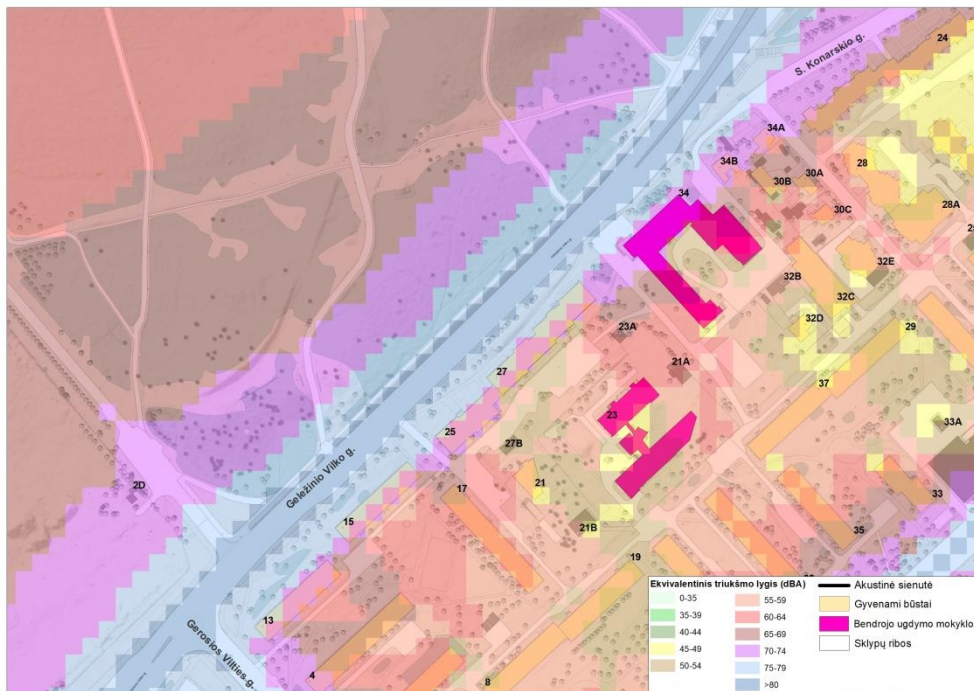 24
S. Konarskio g.
34A
34B
28
30A
30B
34
28A
30C
32E
32B
32C
23A
32D
29
21A
27
37
23
33A
25
27B
Geležinio Vilko g.
2D
17
21
33
15
21B
35
19
13
Gerosios Vilties g.
4
8
Ekvivalentinis triukšmo lygis (dBA)
0-35
35-39
40-44
45-49
50-54
55-59
60-64
65-69
70-74
75-79
>80
Akustinė sienutė
Gyvenami būstai
Bendrojo ugdymo mokyklo
Sklypų ribos